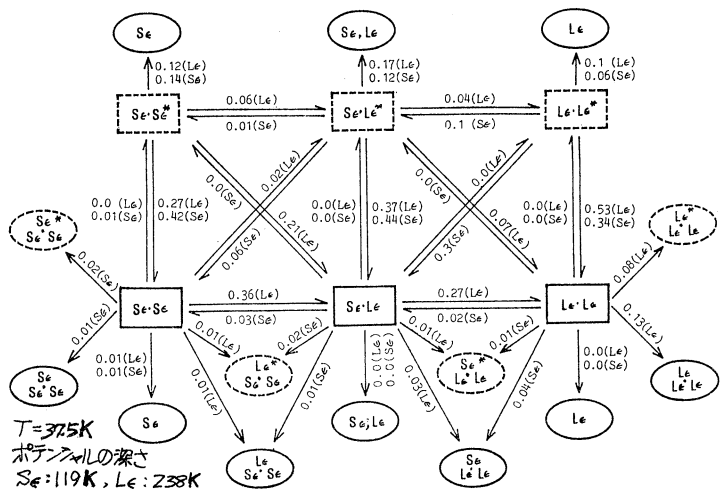 Sϵ
Sϵ, Lϵ
Lϵ
0.12(Lϵ)
0.14(Sϵ)
0.17(Lϵ)
0.12(Sϵ)
0.1 (Lϵ)
0.06(Sϵ)
Sϵ·Sϵ*
0.06(Lϵ)
0.01(Sϵ)
Sϵ·Lϵ*
0.04(Lϵ)
0.1 (Sϵ)
Lϵ·Lϵ*
0.0(Sϵ)
0.02(Lϵ)
0.0(Sϵ)
0.0(Lϵ)
0.0 (Lϵ)
0.01(Sϵ)
0.27(Lϵ)
0.42(Sϵ)
0.0(Lϵ)
0.0(Sϵ)
0.37(Lϵ)
0.44(Sϵ)
0.0(Lϵ)
0.0(Sϵ)
0.53(Lϵ)
0.34(Sϵ)
Sϵ*
Sϵ·Sϵ
Lϵ*
Lϵ·Lϵ
0.06(Sϵ)
0.21(Lϵ)
0.3(Sϵ)
0.07(Lϵ)
0.02(Sϵ)
0.08(Lϵ)
Sϵ·Sϵ
0.36(Lϵ)
0.03(Sϵ)
Sϵ·Lϵ
0.27(Lϵ)
0.02(Sϵ)
Lϵ·Lϵ
0.01(Sϵ)
0.01(Lϵ)
0.02(Sϵ)
0.01(Lϵ)
0.01(Sϵ)
0.13(Lϵ)
0.01(Lϵ)
0.01(Sϵ)
0.0(Lϵ)
0.0(Sϵ)
0.0(Lϵ)
0.0(Sϵ)
Sϵ
Sϵ·Sϵ
Lϵ*
Sϵ·Sϵ
Sϵ*
Lϵ·Lϵ
Lϵ
Lϵ·Lϵ
0.01(Lϵ)
0.01(Sϵ)
0.03(Lϵ)
0.04(Sϵ)
Sϵ
Sϵ;Lϵ
Lϵ
Lϵ
Sϵ·Sϵ
Sϵ
Lϵ·Lϵ
T=37.5K
ポテンシャルの深さ
Sϵ:119K, Lϵ:238K